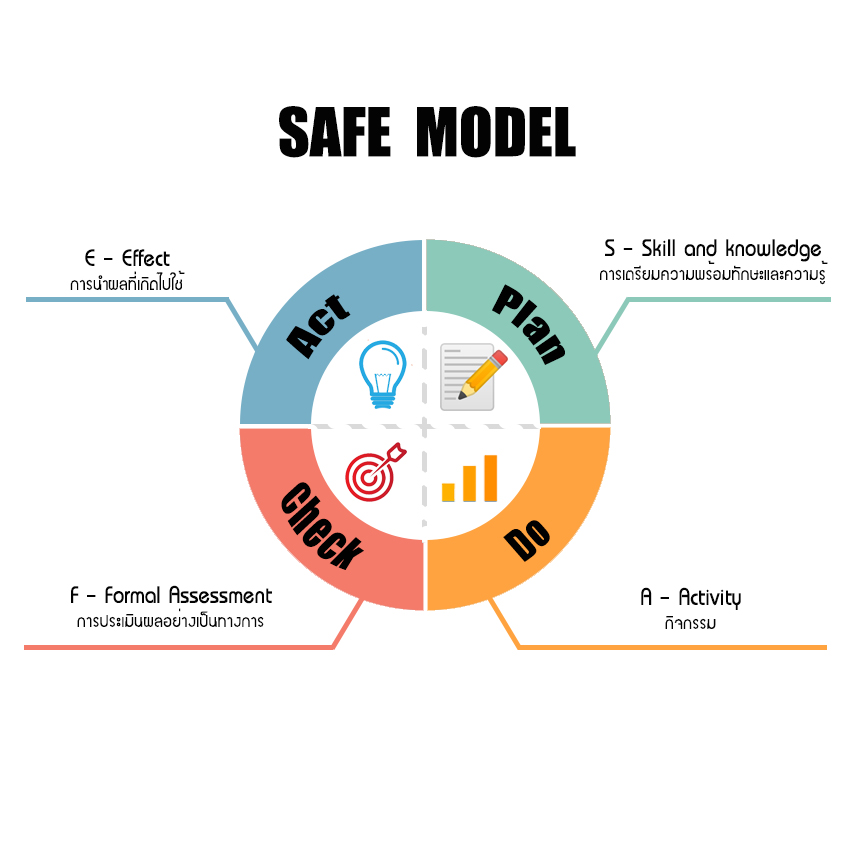 SAFE MODEL
E - Effect
การนำผลที่เกิดไปใช้
S - Skill and knowledge
การเตรียมความพร้อมทักษะและความรู้
Act
Plan
Check
Do
F - Formal Assessment
การประเมินผลอย่างเป็นทางการ
A - Activity
กิจกรรม